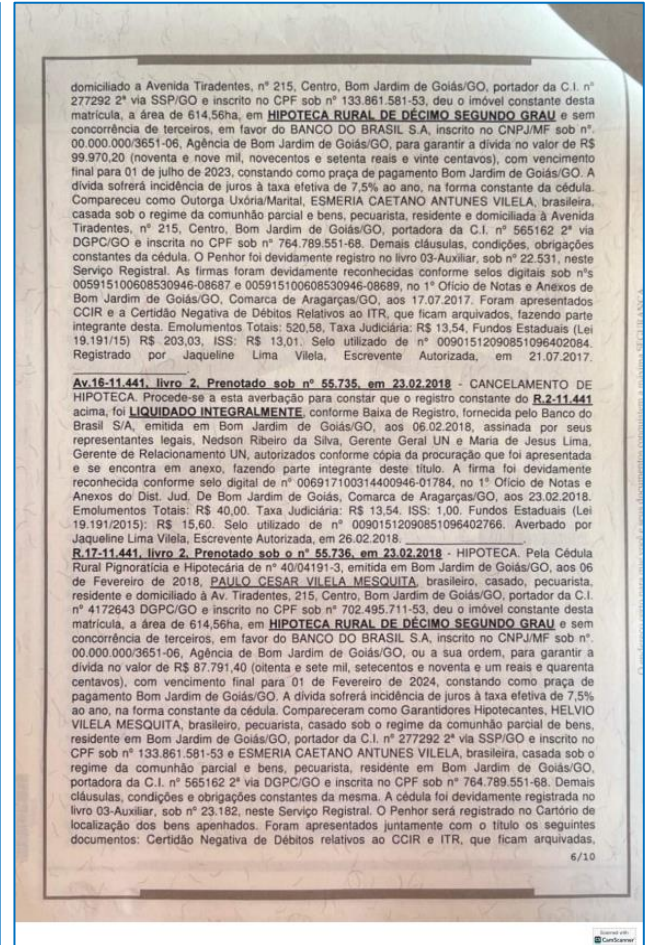 domiciliado a Avenida Tiradentes, nº 215, Centro, Bom Jardim de Goiás/GO, portador da C.I. nº
277292 2ª via SSP/GO e inscrito no CPF sob nº 133.861.581-53, deu o imóvel constante desta
matrícula, a área de 614,56ha, em HIPOTECA RURAL DE DÉCIMO SEGUNDO GRAU e sem
concorrência de terceiros, em favor do BANCO DO BRASIL S.A, inscrito no CNPJ/MF sob nº.
00.000.000/3651-06, Agência de Bom Jardim de Goiás/GO, para garantir a dívida no valor de R$
99.970,20 (noventa e nove mil, novecentos e setenta reais e vinte centavos), com vencimento
final para 01 de julho de 2023, constando como praça de pagamento Bom Jardim de Goiás/GO. A
dívida sofrerá incidência de juros à taxa efetiva de 7,5% ao ano, na forma constante da cédula.
Compareceu como Outorga Uxória/Marital, ESMERIA CAETANO ANTUNES VILELA, brasileira,
casada sob o regime da comunhão parcial e bens, pecuarista, residente e domiciliada à Avenida
Tiradentes, nº 215, Centro, Bom Jardim de Goiás/GO, portadora da C.I. nº 565162 2ª via
DGPC/GO e inscrita no CPF sob nº 764.789.551-68. Demais cláusulas, condições, obrigações
constantes da cédula. O Penhor foi devidamente registro no livro 03-Auxiliar, sob nº 22.531, neste
Serviço Registral. As firmas foram devidamente reconhecidas conforme selos digitais sob nºs
005915100608530946-08687 e 005915100608530946-08689, no 1º Ofício de Notas e Anexos de
Bom Jardim de Goiás/GO, Comarca de Aragarças/GO, aos 17.07.2017. Foram apresentados
CCIR e a Certidão Negativa de Débitos Relativos ao ITR, que ficam arquivados, fazendo parte
integrante desta. Emolumentos Totais: 520,58, Taxa Judiciária: R$ 13,54, Fundos Estaduais (Lei
19.191/15) R$ 203,03, ISS: R$ 13,01. Selo utilizado de nº 00901512090851096402084.
Registrado por Jaqueline Lima Vilela, Escrevente Autorizada, em 21.07.2017.
Av.16-11.441, livro 2, Prenotado sob nº 55.735, em 23.02.2018 - CANCELAMENTO DE
HIPOTECA. Procede-se a esta averbação para constar que o registro constante do R.2-11.441
acima, foi LIQUIDADO INTEGRALMENTE, conforme Baixa de Registro, fornecida pelo Banco do
Brasil S/A, emitida em Bom Jardim de Goiás/GO, aos 06.02.2018, assinada por seus
representantes legais, Nedson Ribeiro da Silva, Gerente Geral UN e Maria de Jesus Lima,
Gerente de Relacionamento UN, autorizados conforme cópia da procuração que foi apresentada
e se encontra em anexo, fazendo parte integrante deste título. A firma foi devidamente
reconhecida conforme selo digital de nº 006917100314400946-01784, no 1º Ofício de Notas e
Anexos do Dist. Jud. De Bom Jardim de Goiás, Comarca de Aragarças/GO, aos 23.02.2018.
Emolumentos Totais: R$ 40,00. Taxa Judiciária: R$ 13,54. ISS: 1,00. Fundos Estaduais (Lei
19.191/2015): R$ 15,60. Selo utilizado de nº 00901512090851096402766. Averbado por
Jaqueline Lima Vilela, Escrevente Autorizada, em 26.02.2018.
R.17-11.441, livro 2, Prenotado sob o nº 55.736, em 23.02.2018 - HIPOTECA. Pela Cédula
Rural Pignoratícia e Hipotecária de nº 40/04191-3, emitida em Bom Jardim de Goiás/GO, aos 06
de Fevereiro de 2018, PAULO CESAR VILELA MESQUITA, brasileiro, casado, pecuarista,
residente e domiciliado à Av. Tiradentes, 215, Centro, Bom Jardim de Goiás/GO, portador da C.I.
nº 4172643 DGPC/GO e inscrito no CPF sob nº 702.495.711-53, deu o imóvel constante desta
matrícula, a área de 614,56ha, em HIPOTECA RURAL DE DÉCIMO SEGUNDO GRAU e sem
concorrência de terceiros, em favor do BANCO DO BRASIL S.A, inscrito no CNPJ/MF sob nº.
00.000.000/3651-06, Agência de Bom Jardim de Goiás/GO, ou a sua ordem, para garantir a
dívida no valor de R$ 87.791,40 (oitenta e sete mil, setecentos e noventa e um reais e quarenta
centavos), com vencimento final para 01 de Fevereiro de 2024, constando como praça de
pagamento Bom Jardim de Goiás/GO. A dívida sofrerá incidência de juros à taxa efetiva de 7,5%
ao ano, na forma constante da cédula. Compareceram como Garantidores Hipotecantes, HELVIO
VILELA MESQUITA, brasileiro, pecuarista, casado sob o regime da comunhão parcial de bens,
residente em Bom Jardim de Goiás/GO, portador da C.I. nº 277292 2ª via SSP/GO e inscrito no
CPF sob nº 133.861.581-53 e ESMERIA CAETANO ANTUNES VILELA, brasileira, casada sob o
regime da comunhão parcial e bens, pecuarista, residente em Bom Jardim de Goiás/GO,
portadora da C.I. nº 565162 2ª via DGPC/GO e inscrita no CPF sob nº 764.789.551-68. Demais
cláusulas, condições e obrigações constantes da mesma. A cédula foi devidamente registrada no
livro 03-Auxiliar, sob nº 23.182, neste Serviço Registral. O Penhor será registrado no Cartório de
localização dos bens apenhados. Foram apresentados juntamente com o título os seguintes
documentos: Certidão Negativa de Débitos relativos ao CCIR e ITR, que ficam arquivadas,
6/10
Scanned with
CamScanner